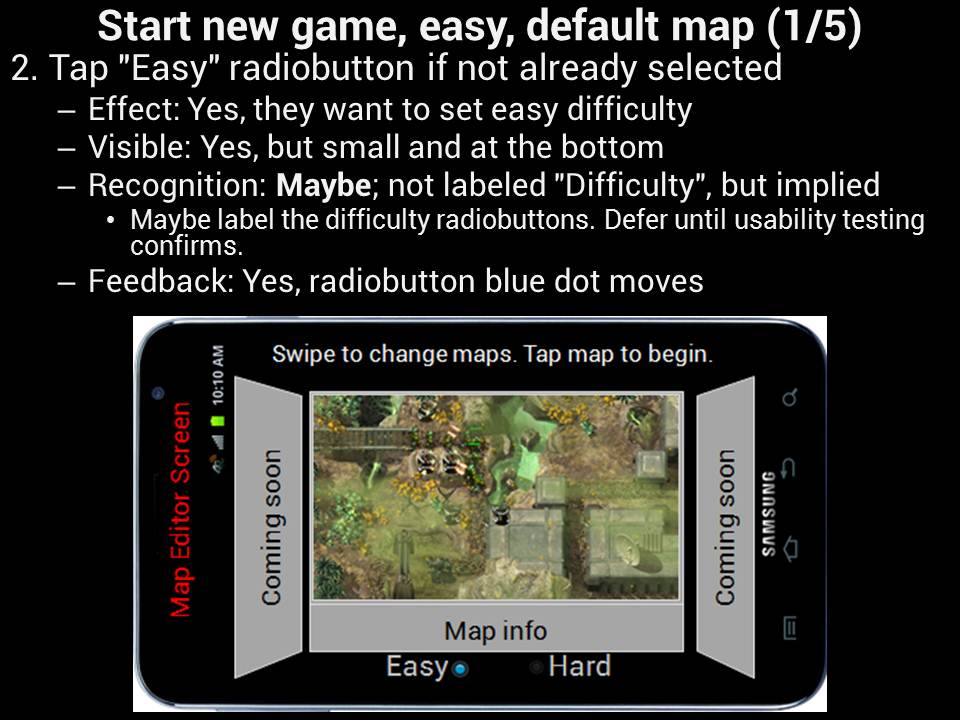 Start new game, easy, default map (1/5)
2. Tap "Easy" radiobutton if not already selected
– Effect: Yes, they want to set easy difficulty
– Visible: Yes, but small and at the bottom
– Recognition: Maybe; not labeled "Difficulty", but implied
• Maybe label the difficulty radiobuttons. Defer until usability testing
confirms.
– Feedback: Yes, radiobutton blue dot moves
Swipe to change maps. Tap map to begin.
10:10 AM
Map Editor Screen
Coming soon
Coming soon
SAMSUNG
Map info
Easy Hard